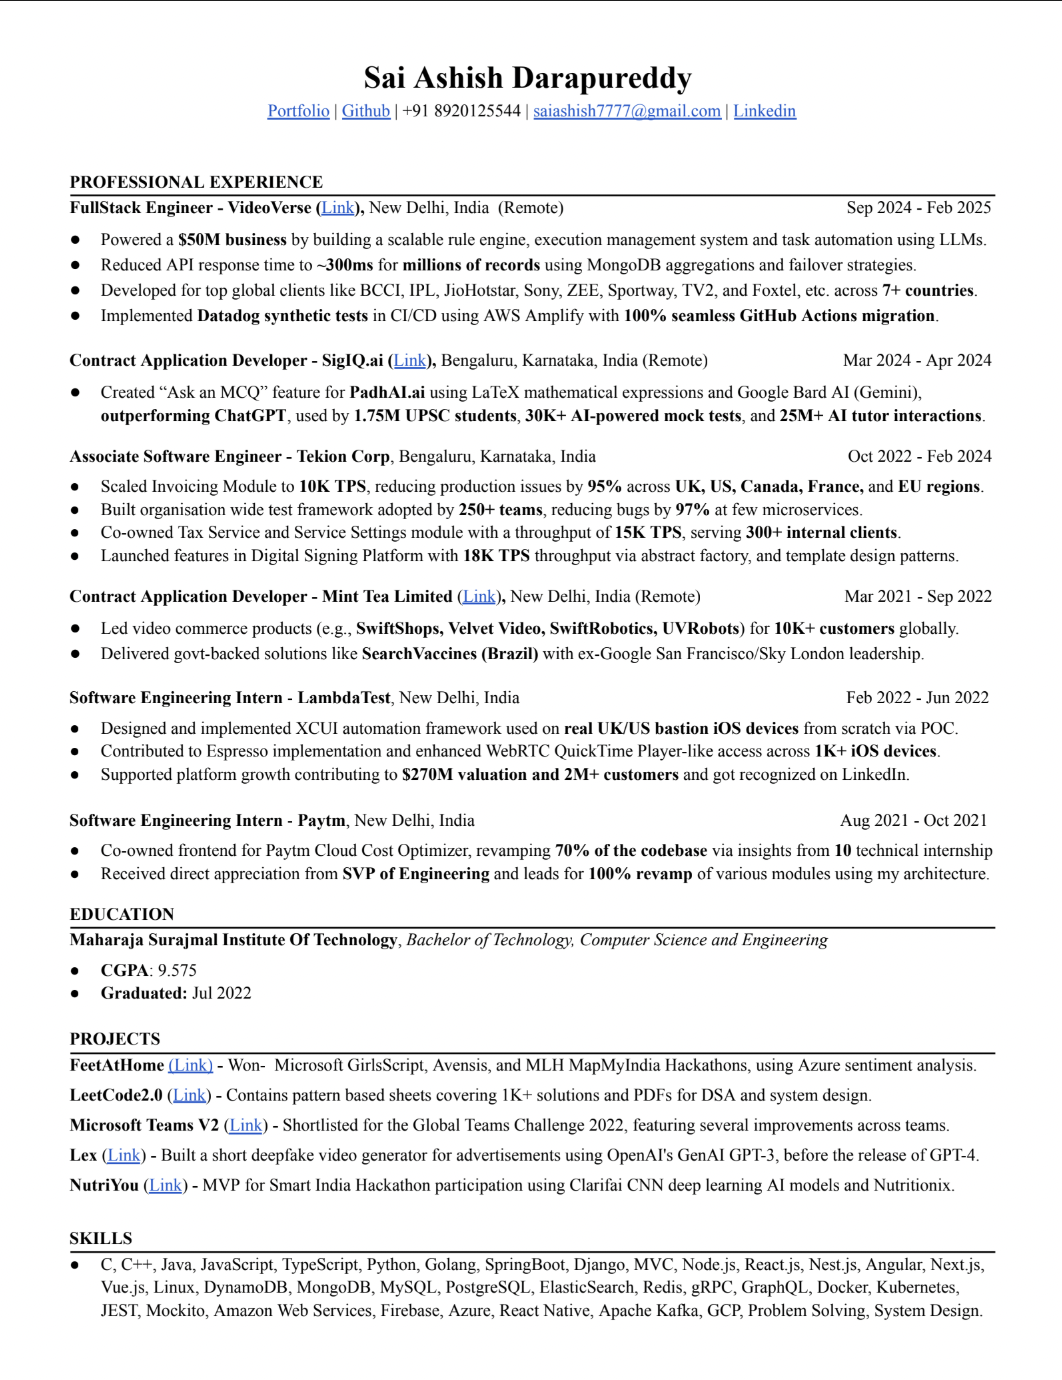 Sai Ashish Darapureddy
Portfolio | Github | +91 8920125544 | saiashish7777@gmail.com | Linkedin
PROFESSIONAL EXPERIENCE
FullStack Engineer - VideoVerse (Link), New Delhi, India (Remote) Sep 2024 - Feb 2025
● Powered a $50M business by building a scalable rule engine, execution management system and task automation using LLMs.
● Reduced API response time to ~300ms for millions of records using MongoDB aggregations and failover strategies.
● Developed for top global clients like BCCI, IPL, JioHotstar, Sony, ZEE, Sportway, TV2, and Foxtel, etc. across 7+ countries.
● Implemented Datadog synthetic tests in CI/CD using AWS Amplify with 100% seamless GitHub Actions migration.
Contract Application Developer - SigIQ.ai (Link), Bengaluru, Karnataka, India (Remote) Mar 2024 - Apr 2024
● Created “Ask an MCQ” feature for PadhAI.ai using LaTeX mathematical expressions and Google Bard AI (Gemini),
outperforming ChatGPT, used by 1.75M UPSC students, 30K+ AI-powered mock tests, and 25M+ AI tutor interactions.
Associate Software Engineer - Tekion Corp, Bengaluru, Karnataka, India Oct 2022 - Feb 2024
● Scaled Invoicing Module to 10K TPS, reducing production issues by 95% across UK, US, Canada, France, and EU regions.
● Built organisation wide test framework adopted by 250+ teams, reducing bugs by 97% at few microservices.
● Co-owned Tax Service and Service Settings module with a throughput of 15K TPS, serving 300+ internal clients.
● Launched features in Digital Signing Platform with 18K TPS throughput via abstract factory, and template design patterns.
Contract Application Developer - Mint Tea Limited (Link), New Delhi, India (Remote) Mar 2021 - Sep 2022
● Led video commerce products (e.g., SwiftShops, Velvet Video, SwiftRobotics, UVRobots) for 10K+ customers globally.
● Delivered govt-backed solutions like SearchVaccines (Brazil) with ex-Google San Francisco/Sky London leadership.
Software Engineering Intern - LambdaTest, New Delhi, India Feb 2022 - Jun 2022
● Designed and implemented XCUI automation framework used on real UK/US bastion iOS devices from scratch via POC.
● Contributed to Espresso implementation and enhanced WebRTC QuickTime Player-like access across 1K+ iOS devices.
● Supported platform growth contributing to $270M valuation and 2M+ customers and got recognized on LinkedIn.
Software Engineering Intern - Paytm, New Delhi, India Aug 2021 - Oct 2021
● Co-owned frontend for Paytm Cloud Cost Optimizer, revamping 70% of the codebase via insights from 10 technical internship
● Received direct appreciation from SVP of Engineering and leads for 100% revamp of various modules using my architecture.
EDUCATION
Maharaja Surajmal Institute Of Technology, Bachelor of Technology, Computer Science and Engineering
● CGPA: 9.575
● Graduated: Jul 2022
PROJECTS
FeetAtHome (Link) - Won- Microsoft GirlsScript, Avensis, and MLH MapMyIndia Hackathons, using Azure sentiment analysis.
LeetCode2.0 (Link) - Contains pattern based sheets covering 1K+ solutions and PDFs for DSA and system design.
Microsoft Teams V2 (Link) - Shortlisted for the Global Teams Challenge 2022, featuring several improvements across teams.
Lex (Link) - Built a short deepfake video generator for advertisements using OpenAI's GenAI GPT-3, before the release of GPT-4.
NutriYou (Link) - MVP for Smart India Hackathon participation using Clarifai CNN deep learning AI models and Nutritionix.
SKILLS
● C, C++, Java, JavaScript, TypeScript, Python, Golang, SpringBoot, Django, MVC, Node.js, React.js, Nest.js, Angular, Next.js,
Vue.js, Linux, DynamoDB, MongoDB, MySQL, PostgreSQL, ElasticSearch, Redis, gRPC, GraphQL, Docker, Kubernetes,
JEST, Mockito, Amazon Web Services, Firebase, Azure, React Native, Apache Kafka, GCP, Problem Solving, System Design.